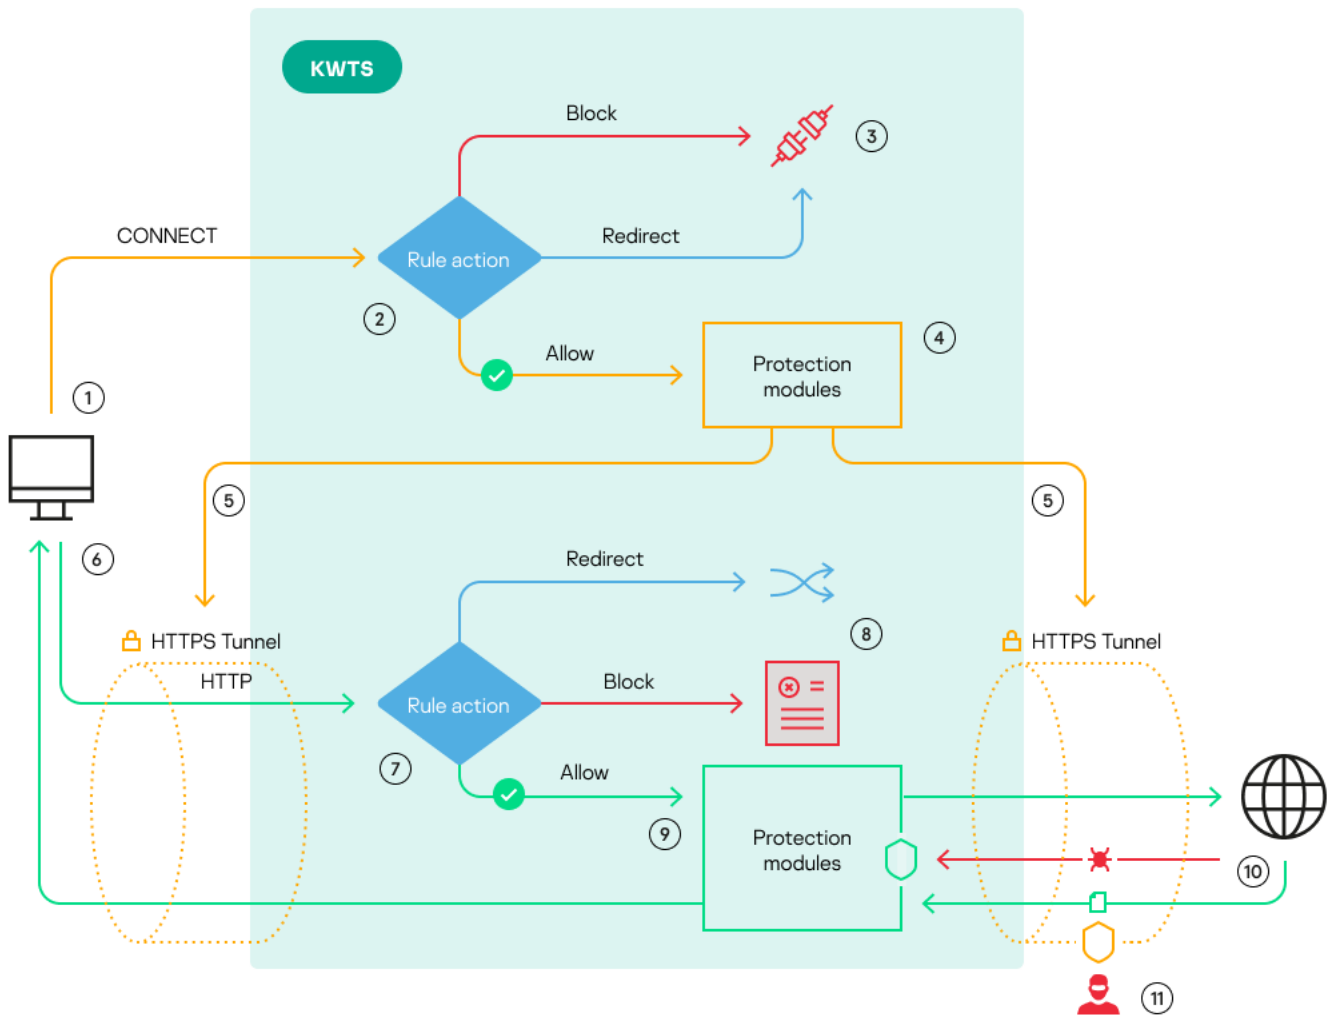 KWTS
Block
3
CONNECT
Redirect
Rule action
2
4
Allow
Protection
modules
1
5
5
6
Redirect
HTTPS Tunnel
8
HTTPS Tunnel
HTTP
Block
Rule action
7
Allow
9
Protection
modules
10
11